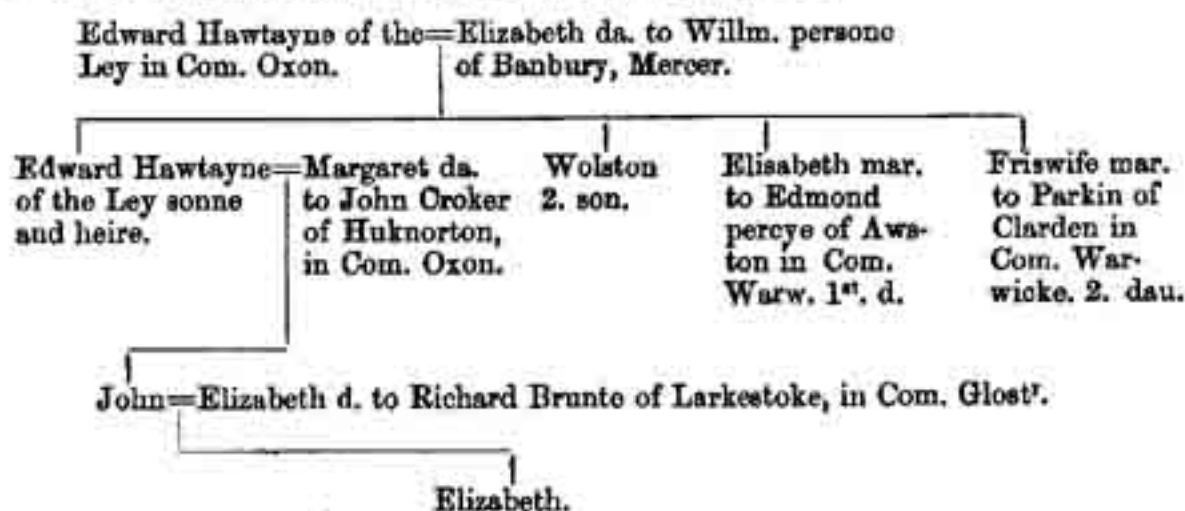 Edward Hawtayne of the=Elizabeth da. to Willm. persone
Ley in Com. Oxon.
of Banbury, Mercer.
Edward Hawtayne=Margaret da.
of the Ley sonne
and heire.
to John Croker
of Huknorton,
in Com. Oxon.
Wolston
2. son.
Elisabeth mar.
to Edmond
percye of Aws-
ton in Com.
Warw. 1st. d.
Friswife mar.
to Parkin of
Clarden in
Com. War-
wicke. 2. dau.
John=Elizabeth d. to Richard Brunte of Larkestoke, in Com. Glostr.
Elizabeth.